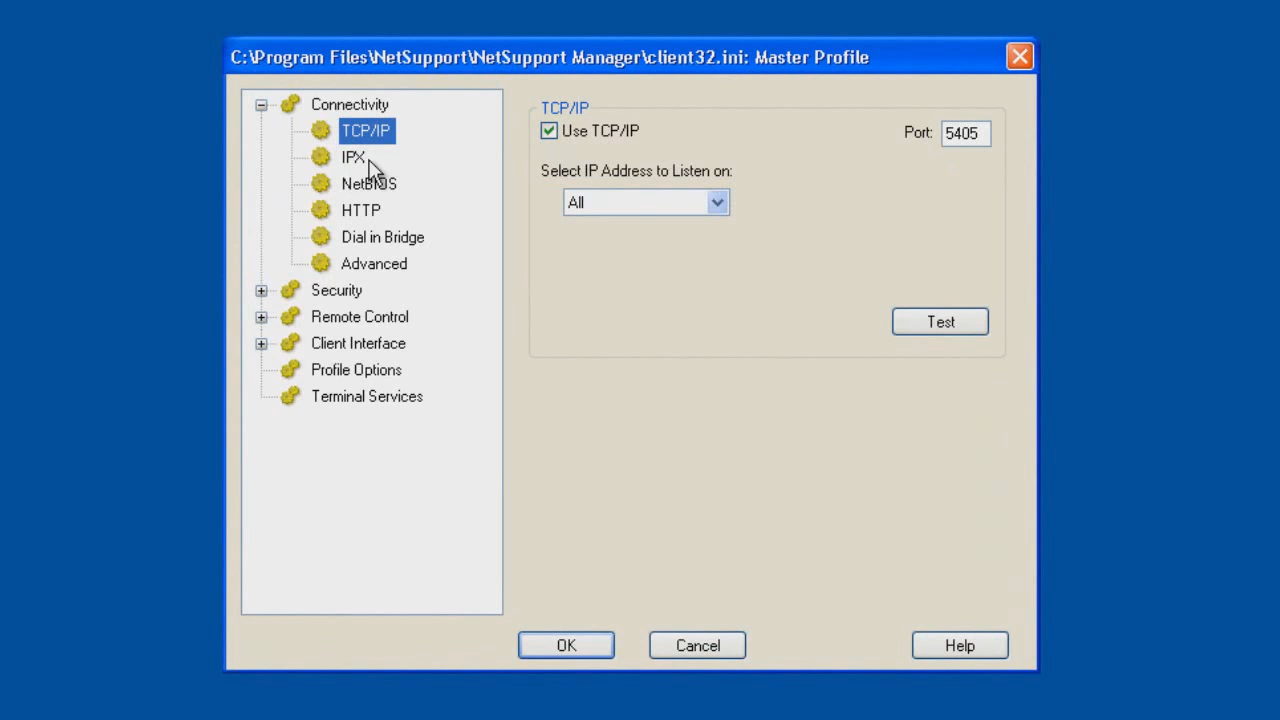 C:\Program Files\NetSupport\NetSupport Manager\client32.ini: Master Profile
Connectivity
TCP/IP
IPX
NetBIOS
HTTP
Dial in Bridge
Advanced
Security
Remote Control
Client Interface
Profile Options
Terminal Services
TCP/IP
Use TCP/IP
Port: 5405
Select IP Address to Listen on:
All
Test
OK
Cancel
Help